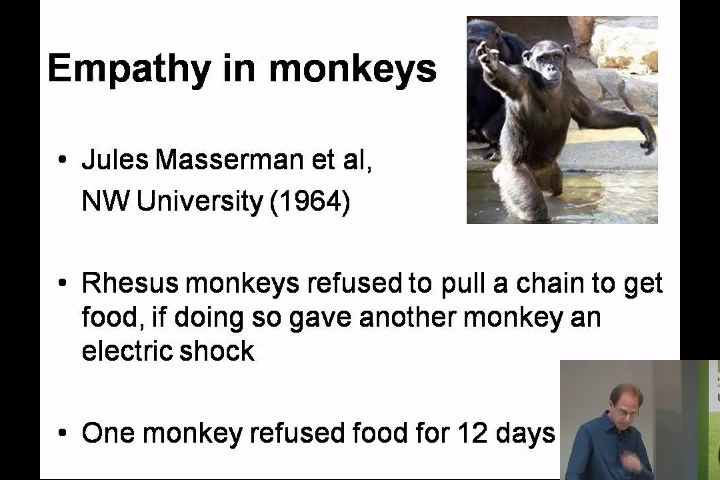 Empathy in monkeys
• Jules Masserman et al,
NW University (1964)
• Rhesus monkeys refused to pull a chain to get
food, if doing so gave another monkey an
electric shock
• One monkey refused food for 12 days